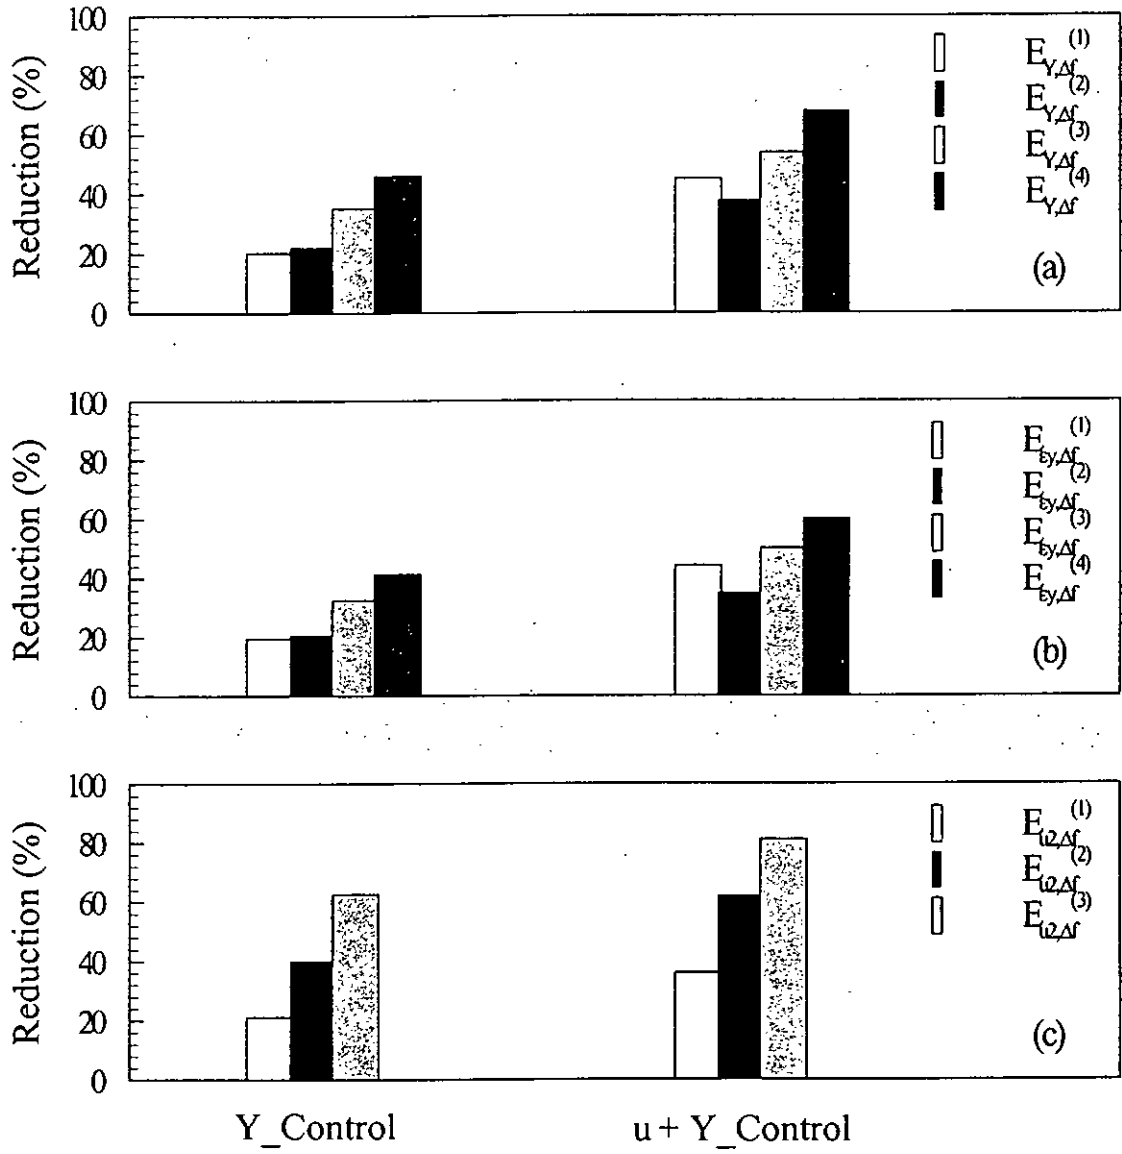 Reduction (%)
100
80
60
40
20
0
E_{Y,Δf}^{(1)}
E_{Y,Δf}^{(2)}
E_{Y,Δf}^{(3)}
E_{Y,Δf}^{(4)}
(a)
Reduction (%)
100
80
60
40
20
0
E_{εy,Δf}^{(1)}
E_{εy,Δf}^{(2)}
E_{εy,Δf}^{(3)}
E_{εy,Δf}^{(4)}
(b)
Reduction (%)
100
80
60
40
20
0
E_{u2,Δf}^{(1)}
E_{u2,Δf}^{(2)}
E_{u2,Δf}^{(3)}
(c)
Y_Control
u + Y_Control